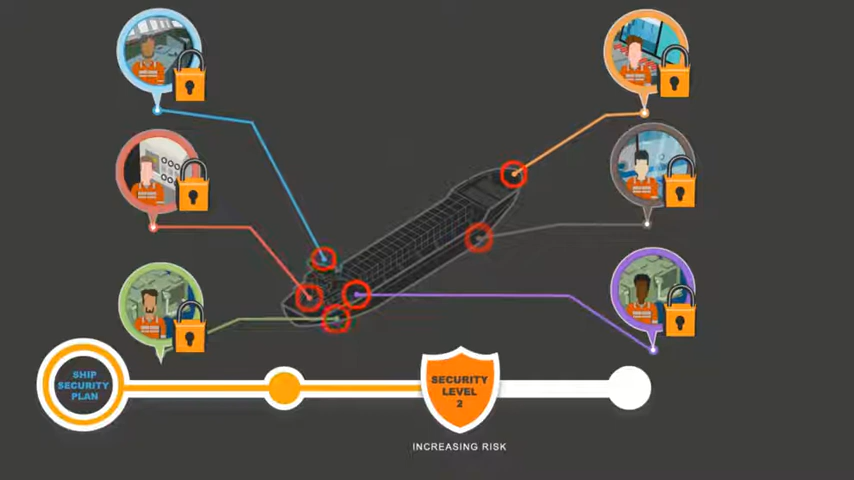 SHIP
SECURITY
PLAN
SECURITY
LEVEL
2
INCREASING RISK